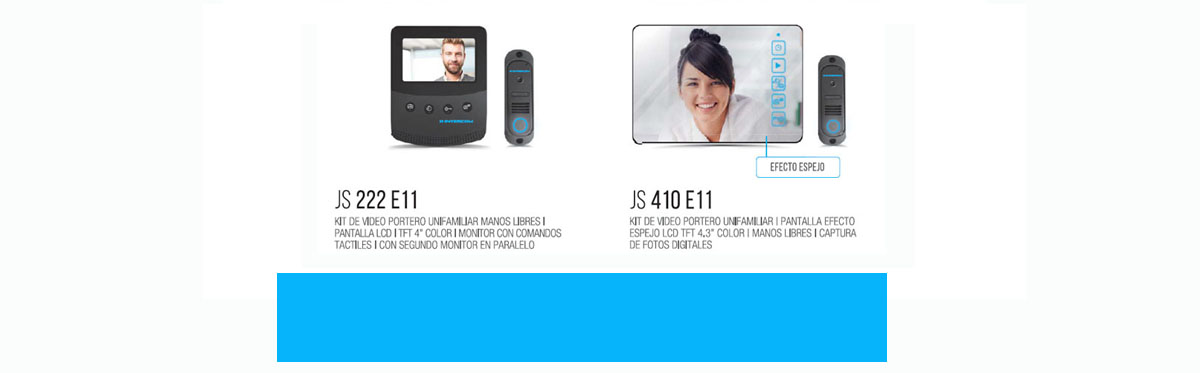 EFECTO ESPEJO
JS 222 E11
KIT DE VIDEO PORTERO UNIFAMILIAR MANOS LIBRES I
PANTALLA LCD I TFT 4" COLOR I MONITOR CON COMANDOS
TACTILES I CON SEGUNDO MONITOR EN PARALELO
JS 410 E11
KIT DE VIDEO PORTERO UNIFAMILIAR I PANTALLA EFECTO
ESPEJO LCD TFT 4,3" COLOR I MANOS LIBRES I CAPTURA
DE FOTOS DIGITALES